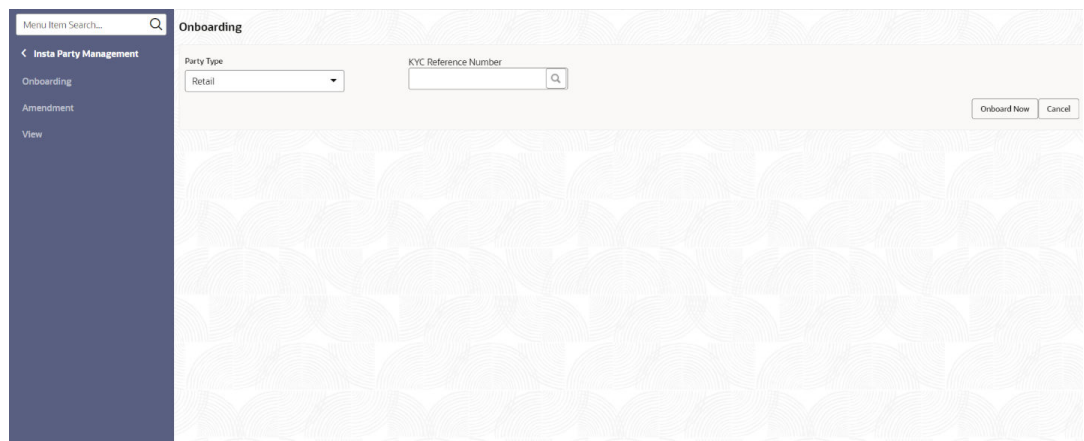 Menu Item Search...
Onboarding
Insta Party Management
Party Type
KYC Reference Number
Onboarding
Retail
Amendment
Onboard Now
Cancel
View